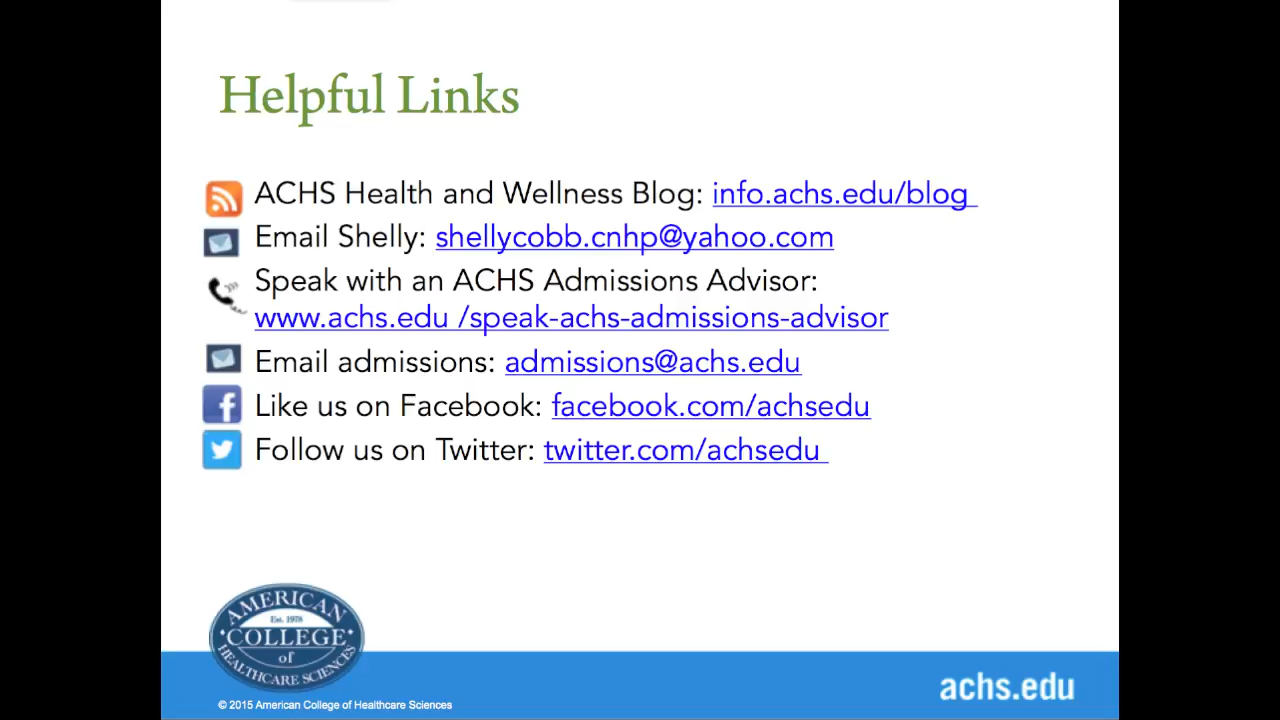 Helpful Links
ACHS Health and Wellness Blog: info.achs.edu/blog
Email Shelly: shellycobb.cnhp@yahoo.com
Speak with an ACHS Admissions Advisor:
www.achs.edu /speak-achs-admissions-advisor
Email admissions: admissions@achs.edu
Like us on Facebook: facebook.com/achsedu
Follow us on Twitter: twitter.com/achsedu
AMERICAN
Est. 1978
COLLEGE
of
HEALTHCARE SCIENCES
achs.edu
© 2015 American College of Healthcare Sciences